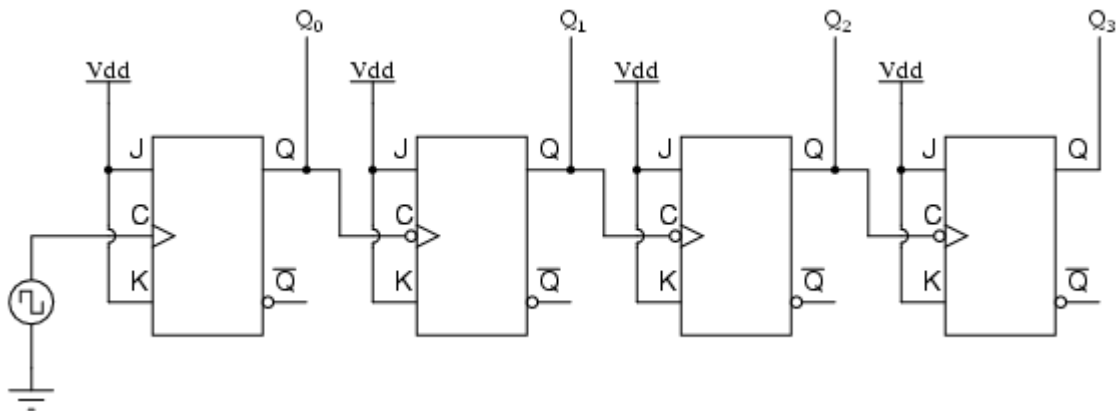 Q₀ Q₁ Q₂ Q₃
Vdd Vdd Vdd Vdd
J Q J Q J Q J Q
C C C C
K Q̅ K Q̅ K Q̅ K Q̅